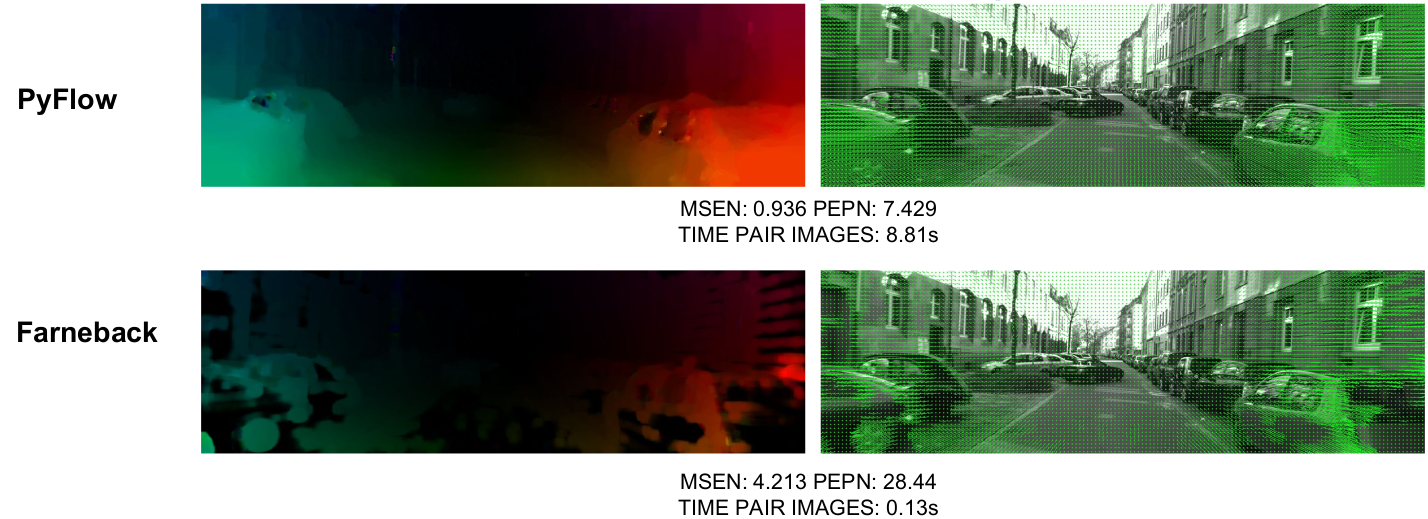 PyFlow
MSEN: 0.936 PEPN: 7.429
TIME PAIR IMAGES: 8.81s
Farneback
MSEN: 4.213 PEPN: 28.44
TIME PAIR IMAGES: 0.13s